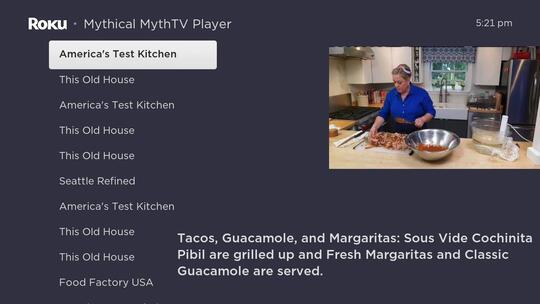 Roku • Mythical MythTV Player
5:21 pm
America's Test Kitchen
This Old House
America's Test Kitchen
This Old House
This Old House
Seattle Refined
America's Test Kitchen
This Old House
This Old House
Food Factory USA
Tacos, Guacamole, and Margaritas: Sous Vide Cochinita
Pibil are grilled up and Fresh Margaritas and Classic
Guacamole are served.